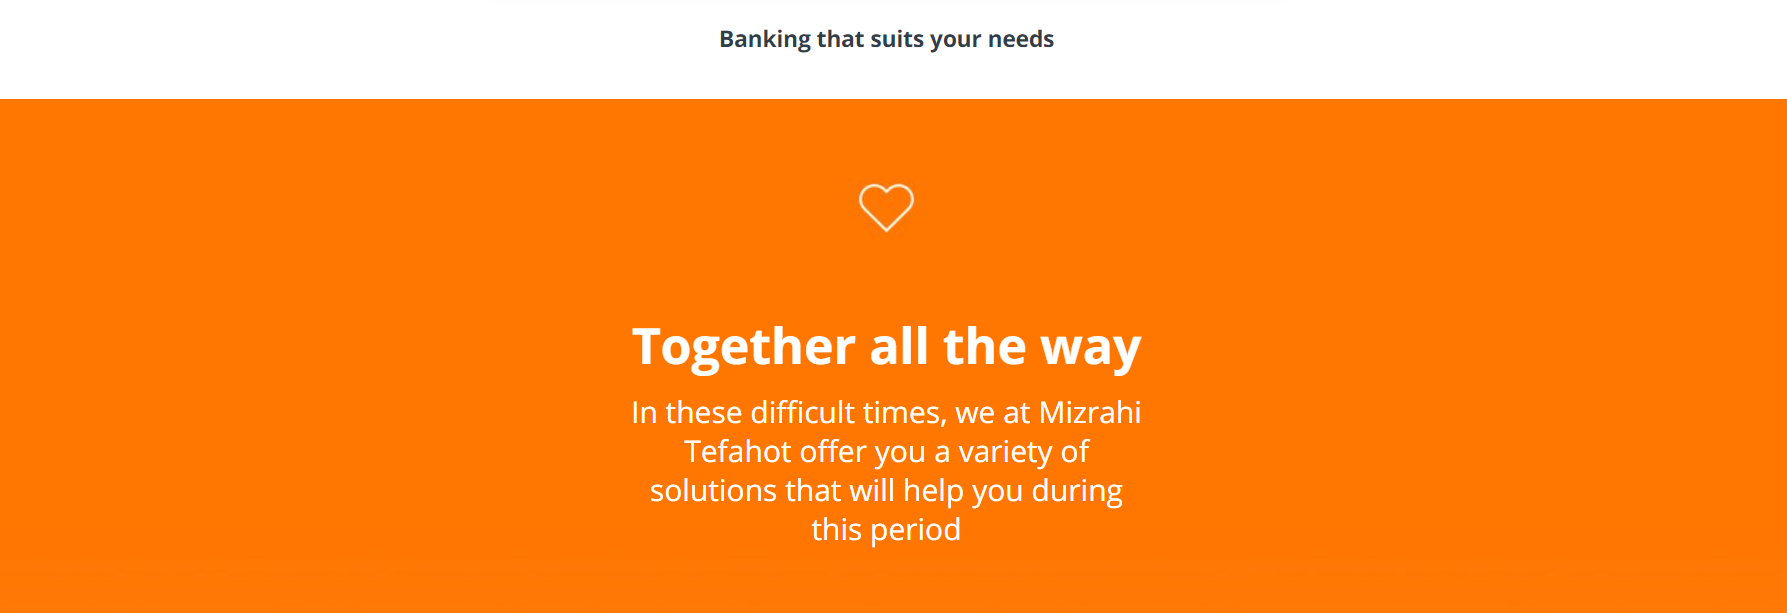 Banking that suits your needs
Together all the way
In these difficult times, we at Mizrahi
Tefahot offer you a variety of
solutions that will help you during
this period